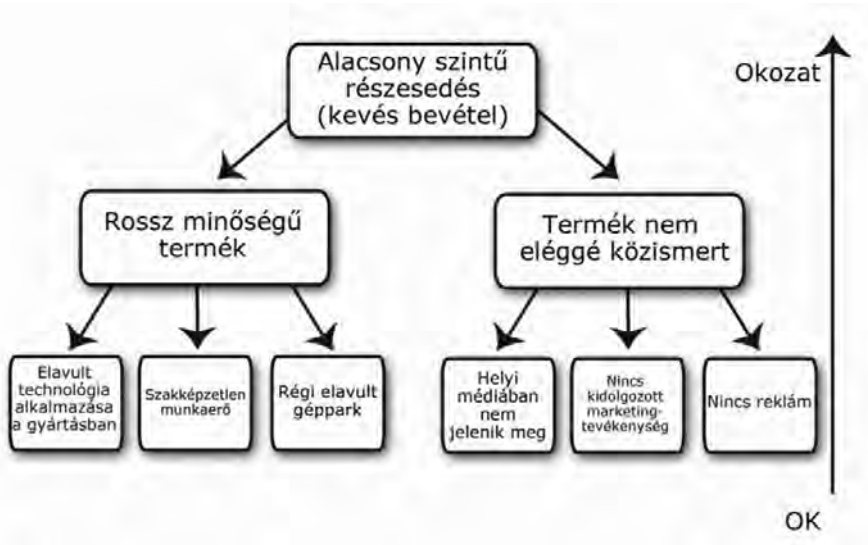 Alacsony szintű
részesedés
(kevés bevétel)
Okozat
Rossz minőségű
termék
Termék nem
eléggé közismert
Elavult
technológia
alkalmazása
a gyártásban
Szakképzetlen
munkaerő
Régi elavult
géppark
Helyi
médiában
nem
jelenik meg
Nincs
kidolgozott
marketing-
tevékenység
Nincs reklám
OK